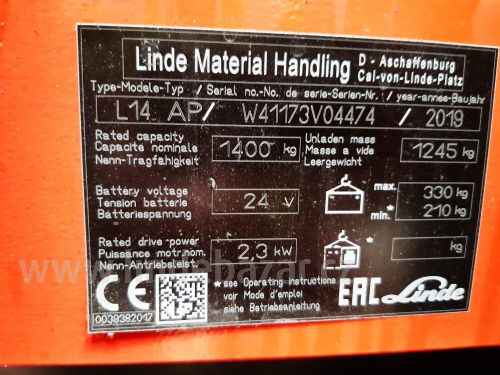 Linde Material Handling
D - Aschaffenburg
Cal-von-Linde-Platz
Type-Modele-Typ / Serial no.-No. de serie-Serien-Nr. / year-annee-Baujahr
L14 AP / W41173V04474 / 2019
Rated capacity
Capacite nominale
Nenn-Tragfähigkeit
1400 kg
Unladen mass
Masse a vide
Leergewicht
1245 kg
Battery voltage
Tension batterie
Batteriespannung
24 V
max. 330 kg
min.* 210 kg
Rated drive power
Puissance motr.nom.
Nenn-Antriebsleist.
2,3 kW
kg
CE
0039382017
* see Operating instructions
voir Mode d'emploi
siehe Betriebsanleitung
*
EAC Linde